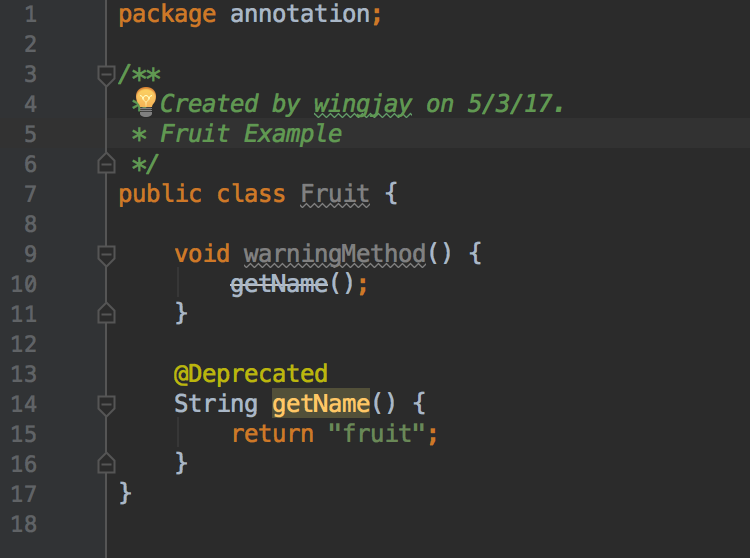 1 package annotation;
2
3 /**
4 * Created by wingjay on 5/3/17.
5 * Fruit Example
6 */
7 public class Fruit {
8
9 void warningMethod() {
10 getName();
11 }
12
13 @Deprecated
14 String getName() {
15 return "fruit";
16 }
17 }
18